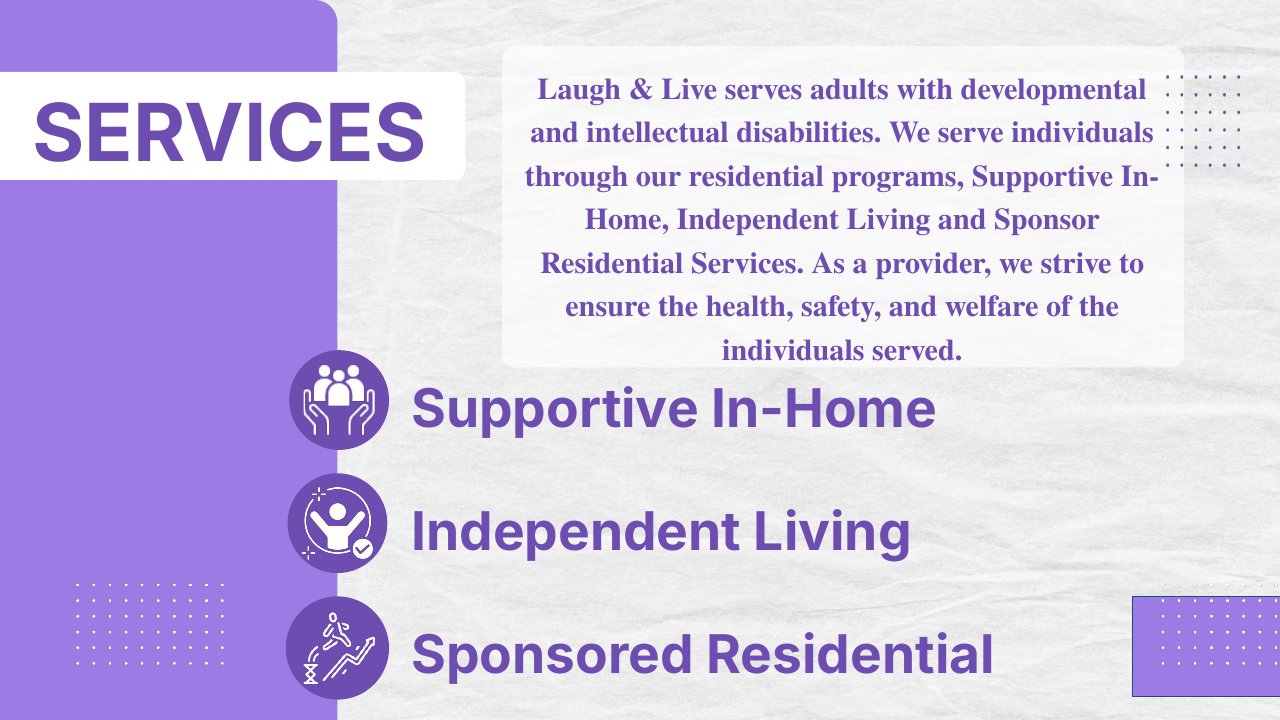 SERVICES
Laugh & Live serves adults with developmental
and intellectual disabilities. We serve individuals
through our residential programs, Supportive In-
Home, Independent Living and Sponsor
Residential Services. As a provider, we strive to
ensure the health, safety, and welfare of the
individuals served.
Supportive In-Home
Independent Living
Sponsored Residential